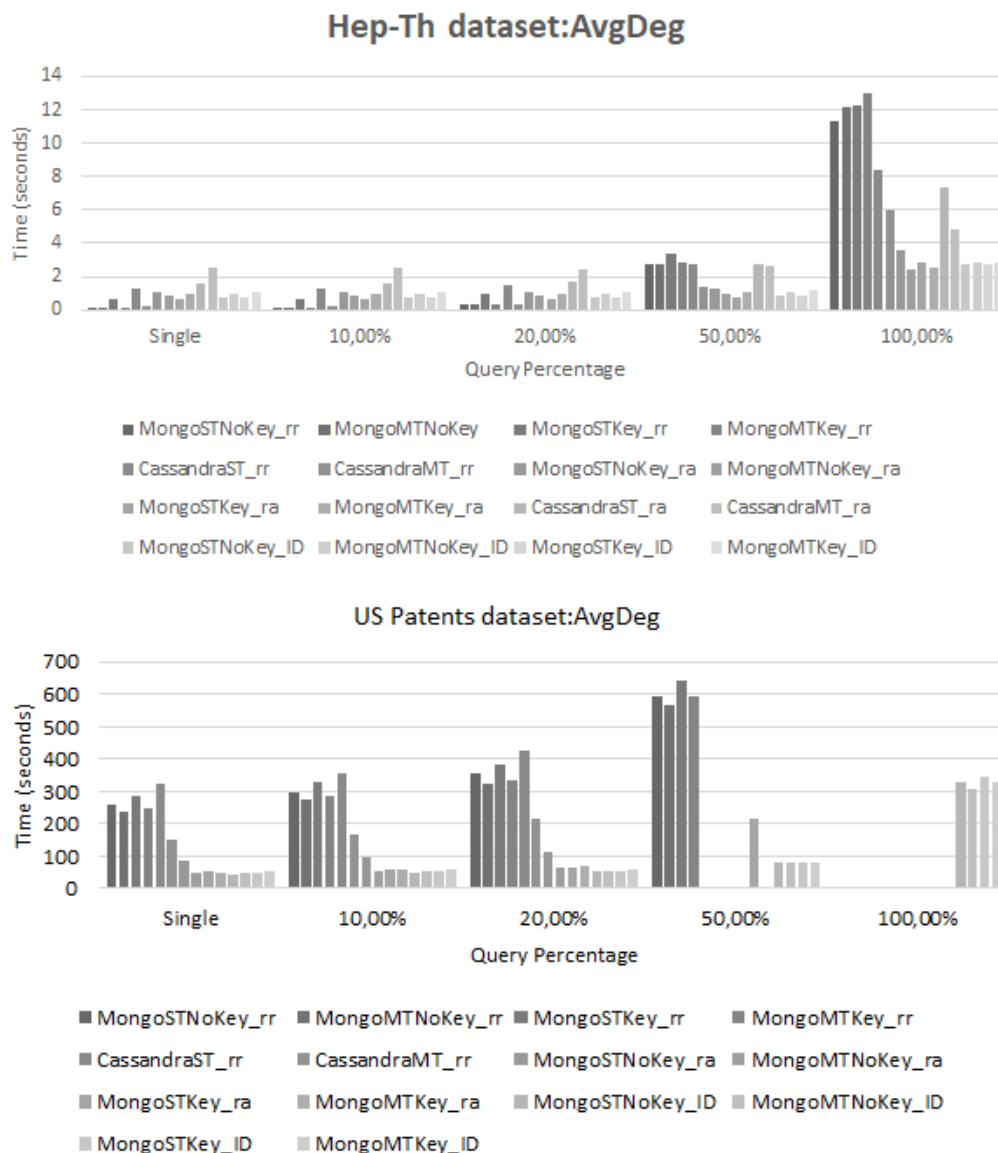 Hep-Th dataset:AvgDeg
14
12
10
8
6
4
2
0
Time (seconds)
Single 10,00% 20,00% 50,00% 100,00%
Query Percentage
MongoSTNoKey_rr MongoMTNoKey MongoSTKey_rr MongoMTKey_rr
CassandraST_rr CassandraMT_rr MongoSTNoKey_ra MongoMTNoKey_ra
MongoSTKey_ra MongoMTKey_ra CassandraST_ra CassandraMT_ra
MongoSTNoKey_ID MongoMTNoKey_ID MongoSTKey_ID MongoMTKey_ID
US Patents dataset:AvgDeg
700
600
500
400
300
200
100
0
Time (seconds)
Single 10,00% 20,00% 50,00% 100,00%
Query Percentage
MongoSTNoKey_rr MongoMTNoKey_rr MongoSTKey_rr MongoMTKey_rr
CassandraST_rr CassandraMT_rr MongoSTNoKey_ra MongoMTNoKey_ra
MongoSTKey_ra MongoMTKey_ra MongoSTNoKey_ID MongoMTNoKey_ID
MongoSTKey_ID MongoMTKey_ID